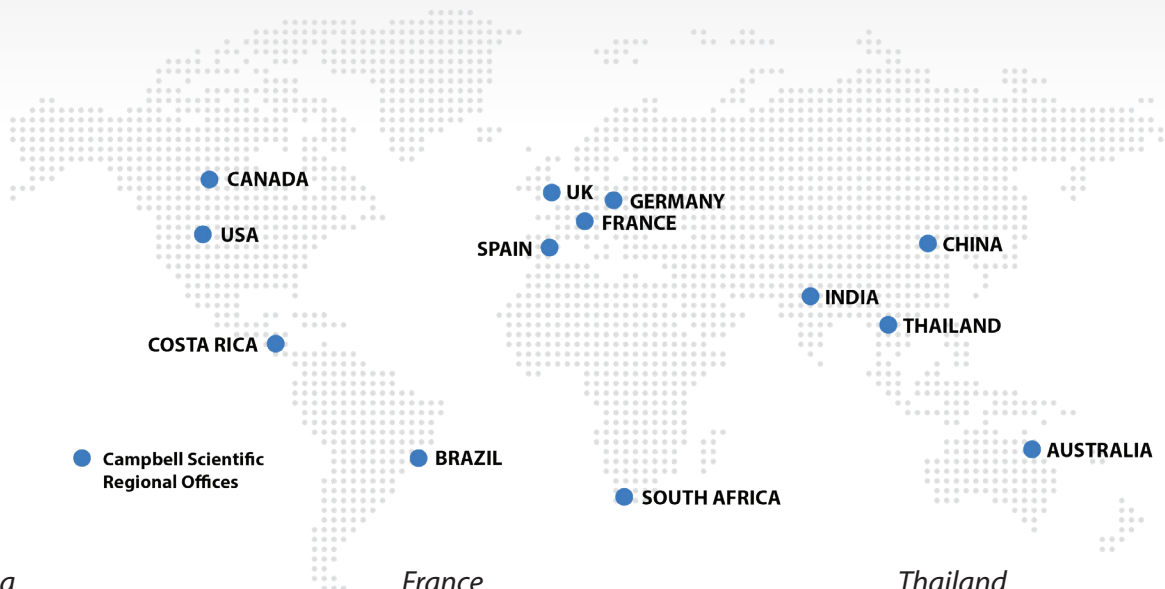 CANADA
UK
GERMANY
FRANCE
USA
SPAIN
CHINA
INDIA
THAILAND
COSTA RICA
AUSTRALIA
Campbell Scientific
Regional Offices
BRAZIL
SOUTH AFRICA
France
Thailand